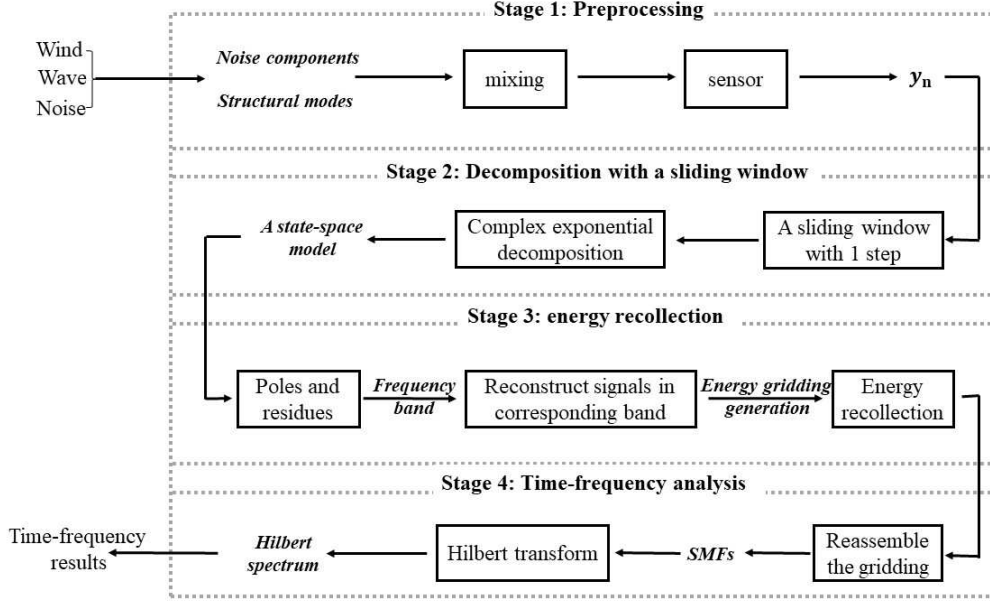 Stage 1: Preprocessing
Wind
Wave
Noise
Noise components
Structural modes
mixing
sensor
yn
Stage 2: Decomposition with a sliding window
A state-space
model
Complex exponential
decomposition
A sliding window
with 1 step
Stage 3: energy recollection
Poles and
residues
Frequency
band
Reconstruct signals in
corresponding band
Energy gridding
generation
Energy
recollection
Stage 4: Time-frequency analysis
Time-frequency
results
Hilbert
spectrum
Hilbert transform
SMFs
Reassemble
the gridding